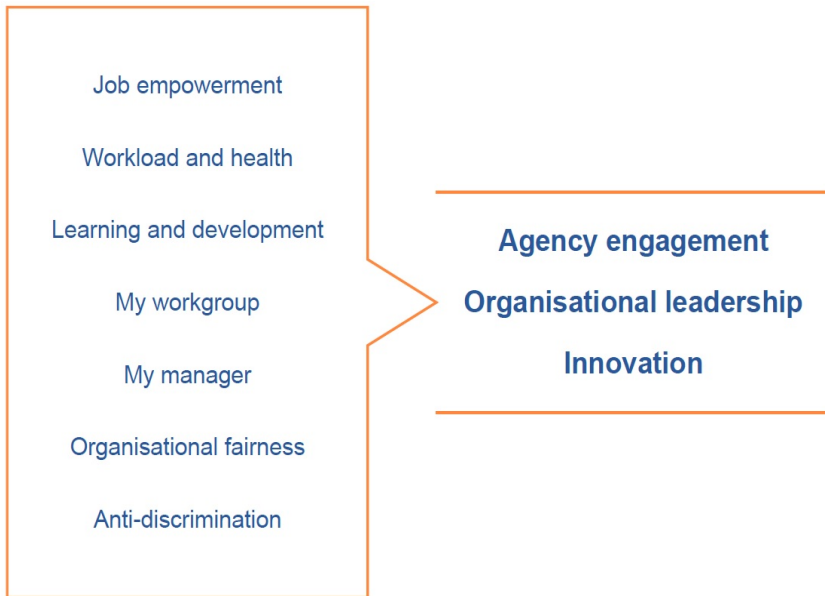 Job empowerment
Workload and health
Learning and development
My workgroup
My manager
Organisational fairness
Anti-discrimination
Agency engagement
Organisational leadership
Innovation